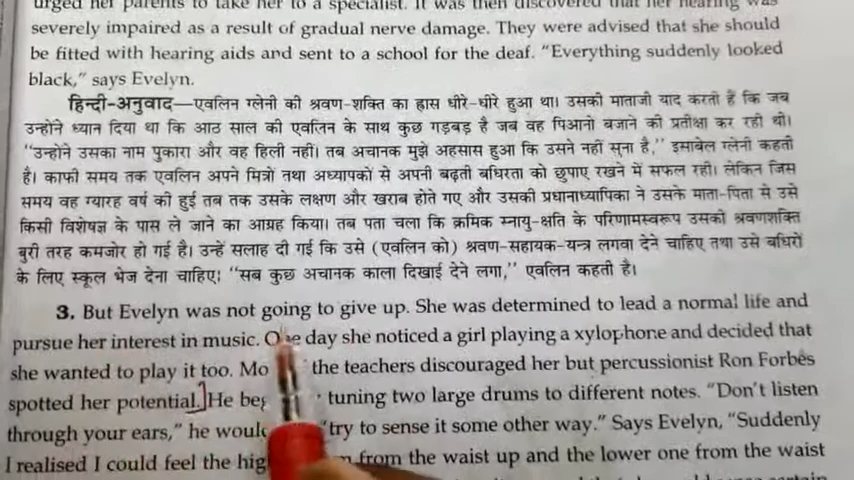 urged her parents to take her to a specialist. It was then discovered that her hearing was
severely impaired as a result of gradual nerve damage. They were advised that she should
be fitted with hearing aids and sent to a school for the deaf. “Everything suddenly looked
black,” says Evelyn.
हिन्दी-अनुवाद—एवलिन ग्लेनी की श्रवण-शक्ति का ह्रास धीरे-धीरे हुआ था। उसकी माताजी याद करती हैं कि जब
उन्होंने ध्यान दिया था कि आठ साल की एवलिन के साथ कुछ गड़बड़ है जब वह पिआनो बजाने की प्रतीक्षा कर रही थी।
“उन्होंने उसका नाम पुकारा और वह हिली नहीं। तब अचानक मुझे अहसास हुआ कि उसने नहीं सुना है,” इसाबेल ग्लेनी कहती
है। काफी समय तक एवलिन अपने मित्रों तथा अध्यापकों से अपनी बढ़ती बधिरता को छुपाए रखने में सफल रही। लेकिन जिस
समय वह ग्यारह वर्ष की हुई तब तक उसके लक्षण और खराब होते गए और उसकी प्रधानाध्यापिका ने उसके माता-पिता से उसे
किसी विशेषज्ञ के पास ले जाने का आग्रह किया। तब पता चला कि क्रमिक स्नायु-क्षति के परिणामस्वरूप उसकी श्रवणशक्ति
बुरी तरह कमजोर हो गई है। उन्हें सलाह दी गई कि उसे (एवलिन को) श्रवण-सहायक-यन्त्र लगवा देने चाहिए तथा उसे बधिरों
के लिए स्कूल भेज देना चाहिए; “सब कुछ अचानक काला दिखाई देने लगा,” एवलिन कहती है।
3. But Evelyn was not going to give up. She was determined to lead a normal life and
pursue her interest in music. One day she noticed a girl playing a xylophone and decided that
she wanted to play it too. the teachers discouraged her but percussionist Ron Forbes
spotted her potential. He tuning two large drums to different notes. “Don’t listen
through your ears,” he “try to sense it some other way.” Says Evelyn, “Suddenly
I realised I could feel the from the waist up and the lower one from the waist